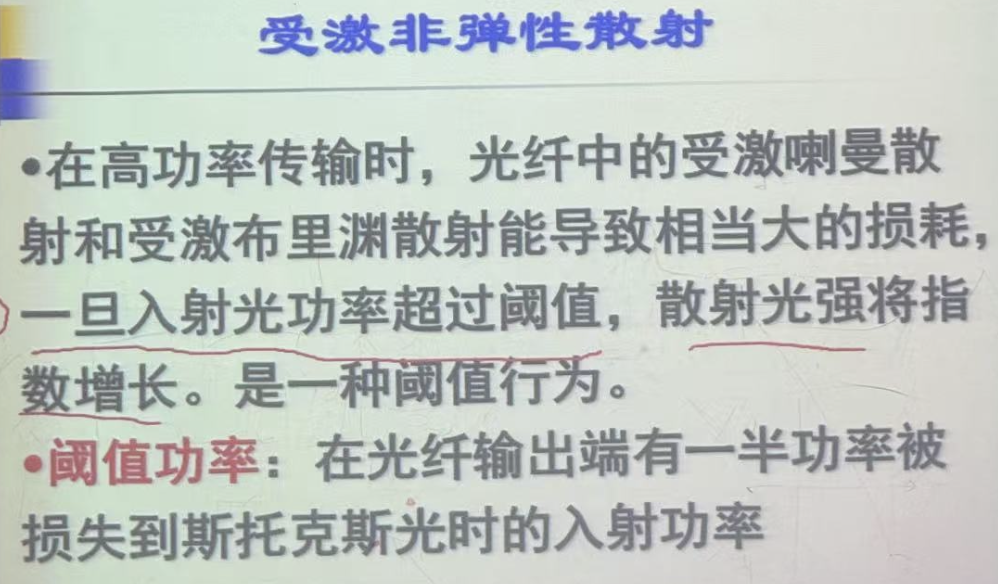 受激非弹性散射
•在高功率传输时，光纤中的受激喇曼散
射和受激布里渊散射能导致相当大的损耗，
一旦入射光功率超过阈值，散射光强将指
数增长。是一种阈值行为。
•阈值功率：在光纤输出端有一半功率被
损失到斯托克斯光时的入射功率